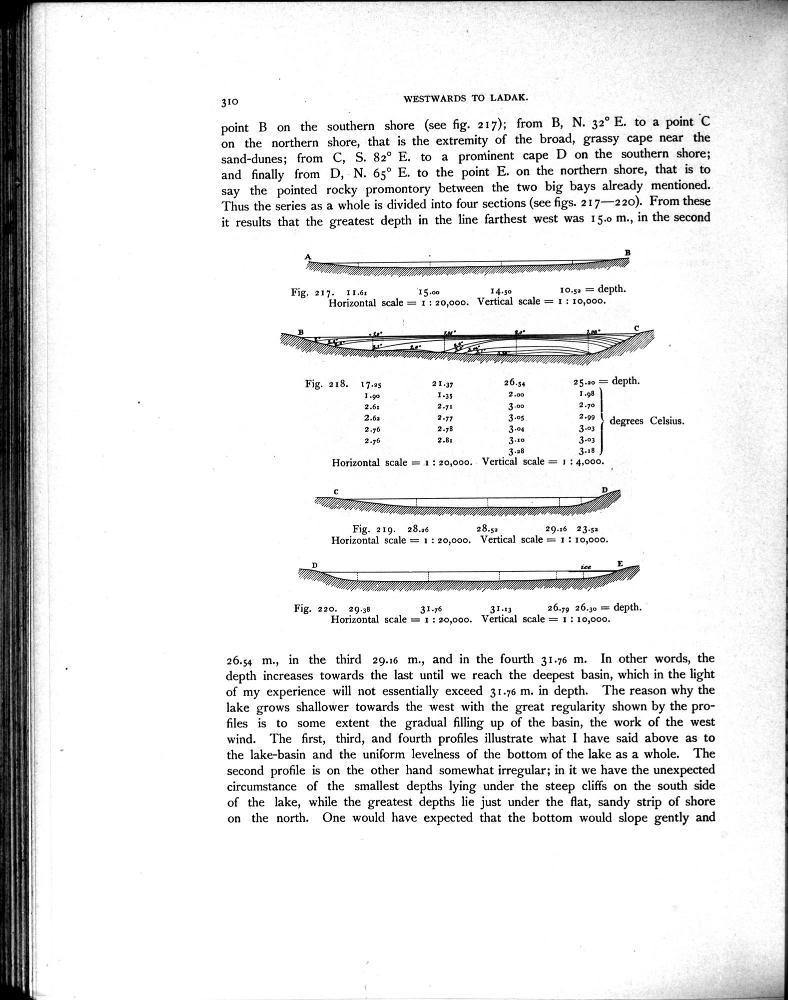 310 WESTWARDS TO LADAK.
point B on the southern shore (see fig. 217); from B, N. 32° E. to a point C
on the northern shore, that is the extremity of the broad, grassy cape near the
sand-dunes; from C, S. 82° E. to a prominent cape D on the southern shore;
and finally from D, N. 65° E. to the point E. on the northern shore, that is to
say the pointed rocky promontory between the two big bays already mentioned.
Thus the series as a whole is divided into four sections (see figs. 217—220). From these
it results that the greatest depth in the line farthest west was 15.0 m., in the second
A B
Fig. 217. 11.61 15.00 14.50 10.52 = depth.
Horizontal scale = 1 : 20,000. Vertical scale = 1 : 10,000.
B C
Fig. 218. 17.25 21.37 26.54 25.20 = depth.
1.90 1.35 2.00 1.98
2.61 2.71 3.00 2.70
2.62 2.77 3.05 2.99 degrees Celsius.
2.76 2.78 3.04 3.03
2.76 2.81 3.10 3.03
3.28 3.18
Horizontal scale = 1 : 20,000. Vertical scale = 1 : 4,000.
C D
Fig. 219. 28.26 28.52 29.16 23.52
Horizontal scale = 1 : 20,000. Vertical scale = 1 : 10,000.
D ice E
Fig. 220. 29.38 31.76 31.13 26.79 26.30 = depth.
Horizontal scale = 1 : 20,000. Vertical scale = 1 : 10,000.
26.54 m., in the third 29.16 m., and in the fourth 31.76 m. In other words, the
depth increases towards the last until we reach the deepest basin, which in the light
of my experience will not essentially exceed 31.76 m. in depth. The reason why the
lake grows shallower towards the west with the great regularity shown by the pro-
files is to some extent the gradual filling up of the basin, the work of the west
wind. The first, third, and fourth profiles illustrate what I have said above as to
the lake-basin and the uniform levelness of the bottom of the lake as a whole. The
second profile is on the other hand somewhat irregular; in it we have the unexpected
circumstance of the smallest depths lying under the steep cliffs on the south side
of the lake, while the greatest depths lie just under the flat, sandy strip of shore
on the north. One would have expected that the bottom would slope gently and